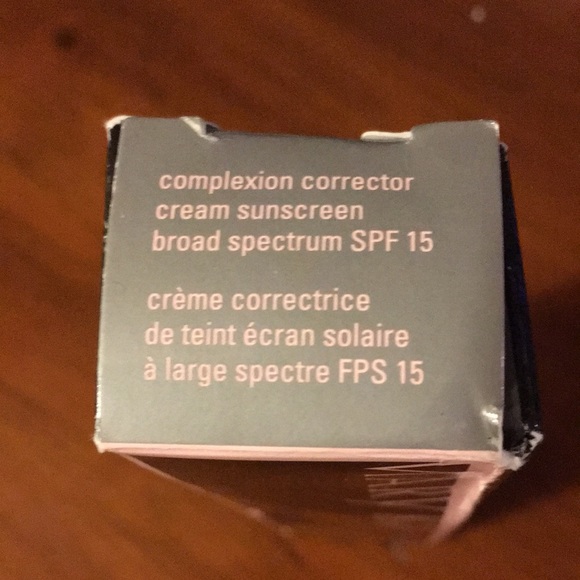 complexion corrector
cream sunscreen
broad spectrum SPF 15
crème correctrice
de teint écran solaire
à large spectre FPS 15